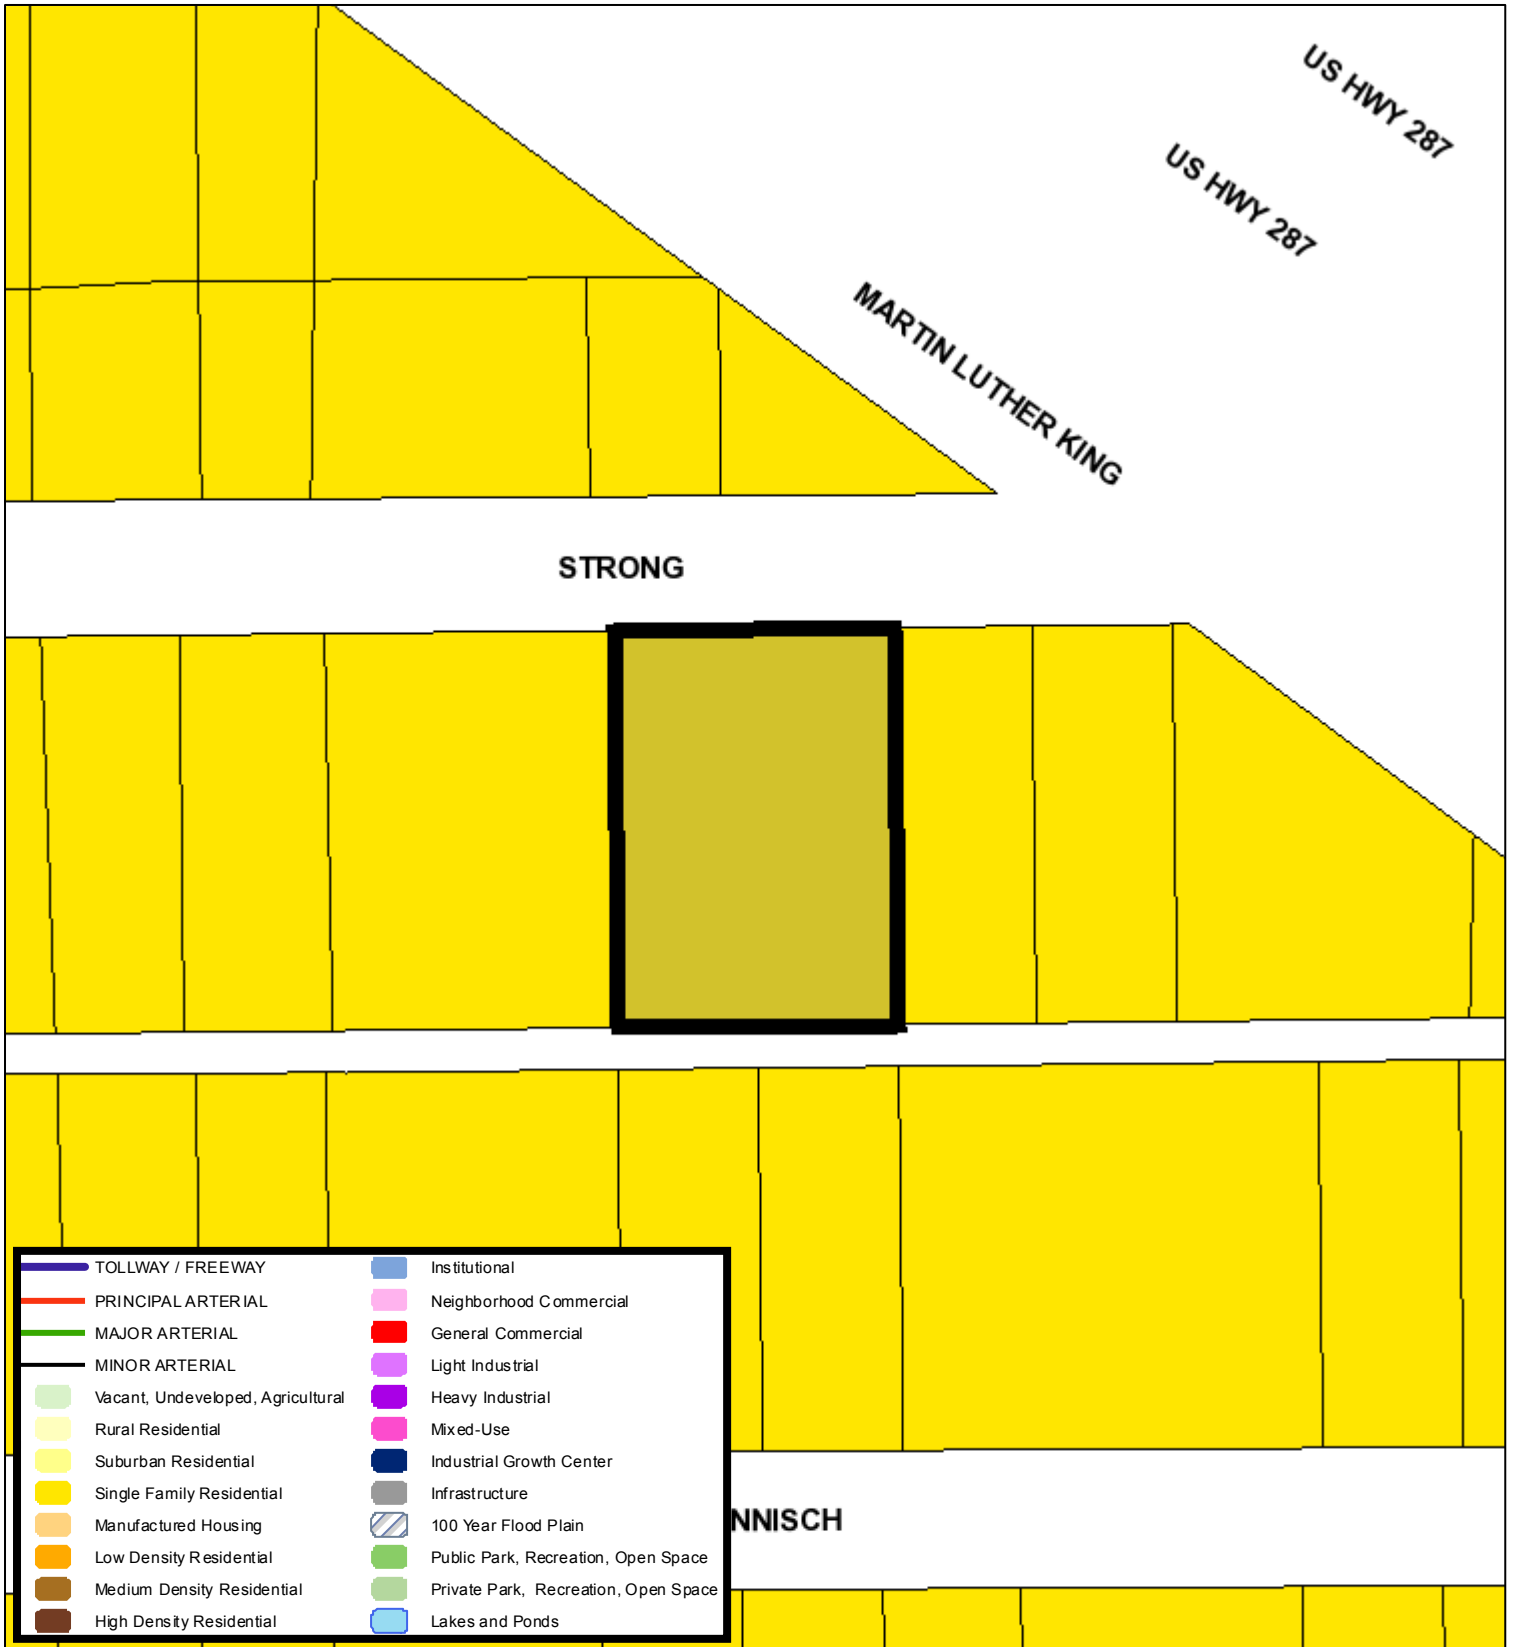 US HWY 287
US HWY 287
MARTIN LUTHER KING
STRONG
TOLLWAY / FREEWAY
PRINCIPAL ARTERIAL
MAJOR ARTERIAL
MINOR ARTERIAL
Vacant, Undeveloped, Agricultural
Rural Residential
Suburban Residential
Single Family Residential
Manufactured Housing
Low Density Residential
Medium Density Residential
High Density Residential
Institutional
Neighborhood Commercial
General Commercial
Light Industrial
Heavy Industrial
Mixed-Use
Industrial Growth Center
Infrastructure
100 Year Flood Plain
Public Park, Recreation, Open Space
Private Park, Recreation, Open Space
Lakes and Ponds
NNISCH